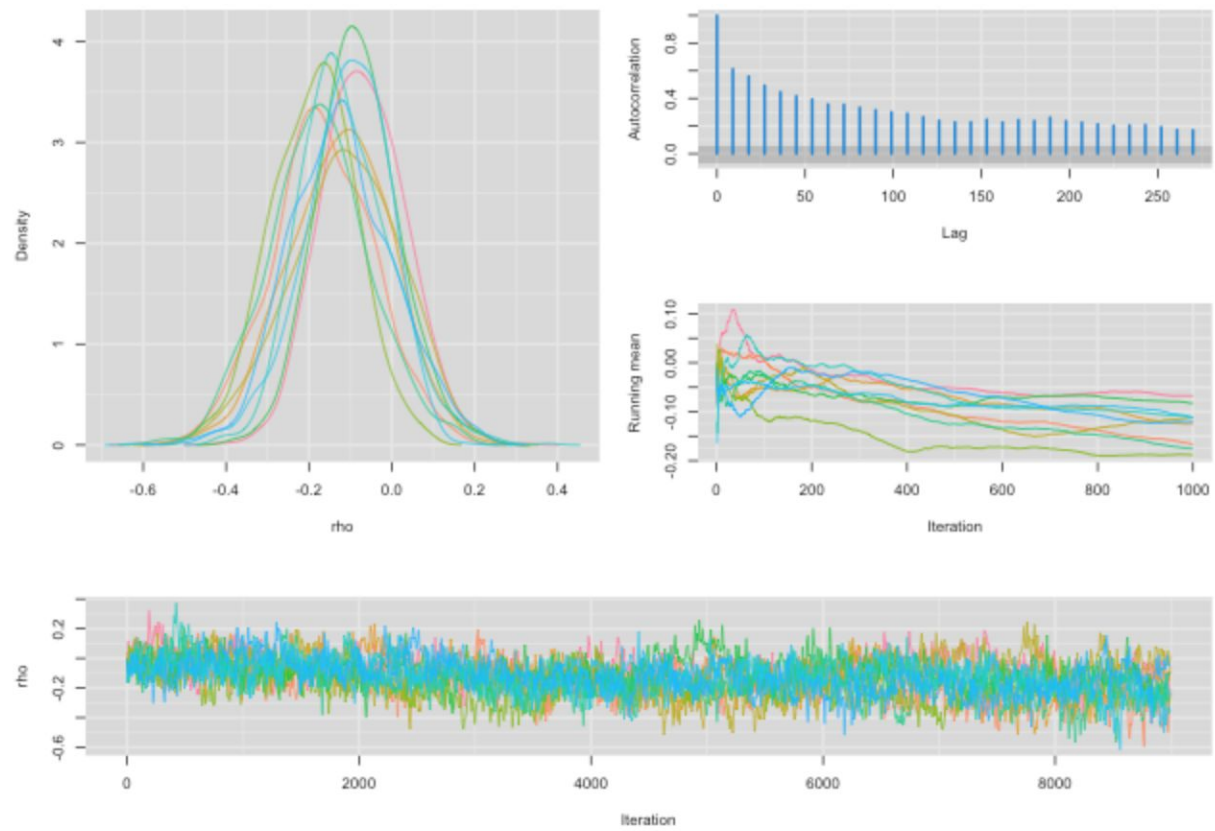 Density
0 1 2 3 4
-0.6 -0.4 -0.2 0.0 0.2 0.4
rho
Autocorrelation
0.0 0.4 0.8
0 50 100 150 200 250
Lag
Running mean
-0.20 -0.10 0.00 0.10
0 200 400 600 800 1000
Iteration
rho
-0.6 -0.2 0.2
0 2000 4000 6000 8000
Iteration